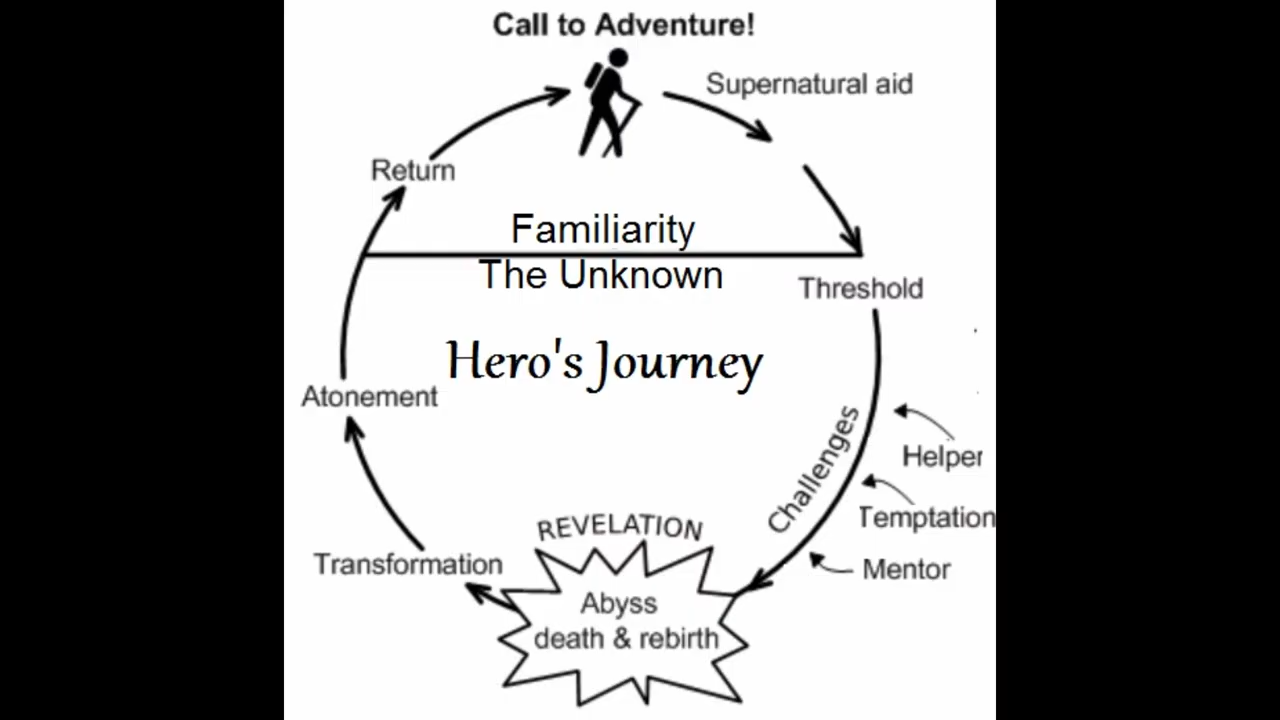 Call to Adventure!
Supernatural aid
Return
Familiarity
The Unknown
Threshold
Hero's Journey
Atonement
Challenges
Helper
Temptation
Mentor
REVELATION
Transformation
Abyss
death & rebirth